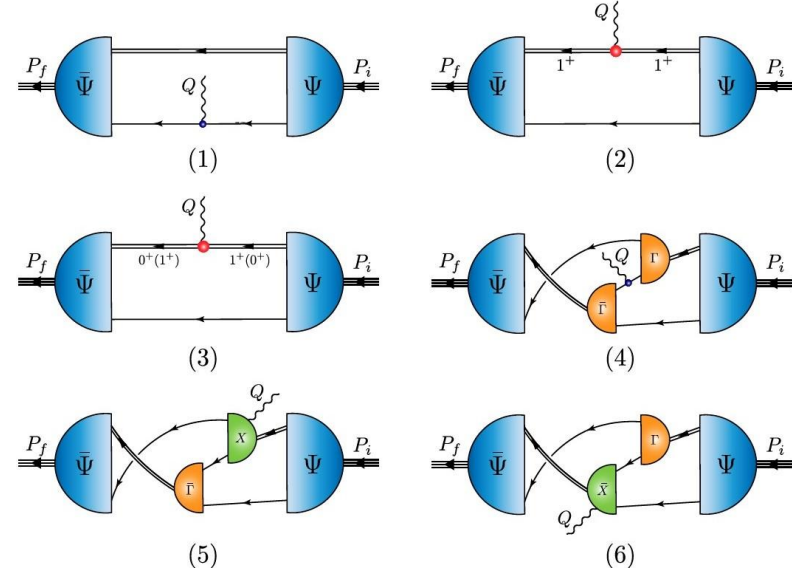 Q
P_f Ψ̄ Q Ψ P_i
(1)
Q
P_f Ψ̄ 1⁺ 1⁺ Ψ P_i
(2)
Q
P_f Ψ̄ 0⁺(1⁺) 1⁺(0⁺) Ψ P_i
(3)
P_f Ψ̄ Q Γ Γ̄ Ψ P_i
(4)
Q
P_f Ψ̄ X Γ̄ Ψ P_i
(5)
P_f Ψ̄ Γ X̄ Ψ P_i
Q
(6)